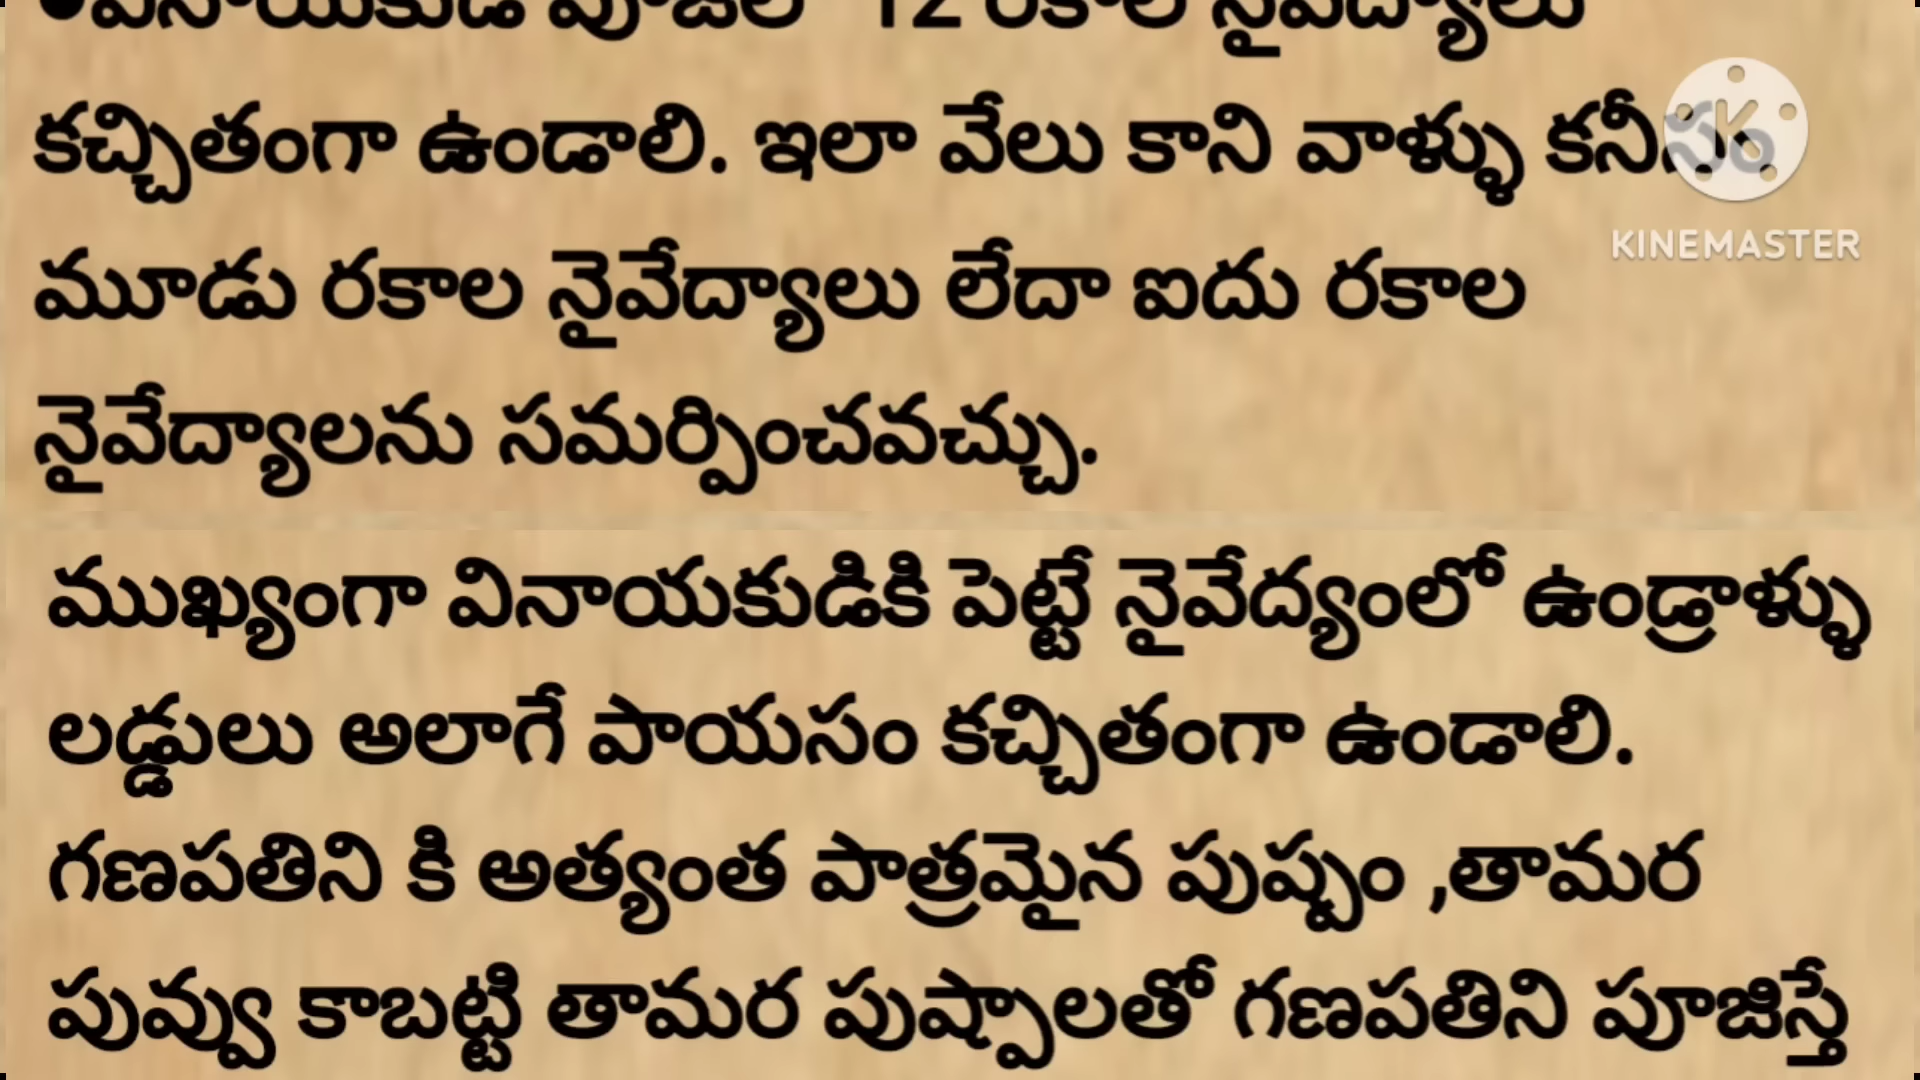 •వినాయకుడి పూజలో 12 రకాల నైవేద్యాలు
కచ్చితంగా ఉండాలి. ఇలా వేలు కాని వాళ్ళు కనీసం
KINEMASTER
మూడు రకాల నైవేద్యాలు లేదా ఐదు రకాల
నైవేద్యాలను సమర్పించవచ్చు.
ముఖ్యంగా వినాయకుడికి పెట్టే నైవేద్యంలో ఉండ్రాళ్ళు
లడ్డులు అలాగే పాయసం కచ్చితంగా ఉండాలి.
గణపతిని కి అత్యంత పాత్రమైన పుష్పం ,తామర
పువ్వు కాబట్టి తామర పుష్పాలతో గణపతిని పూజిస్తే